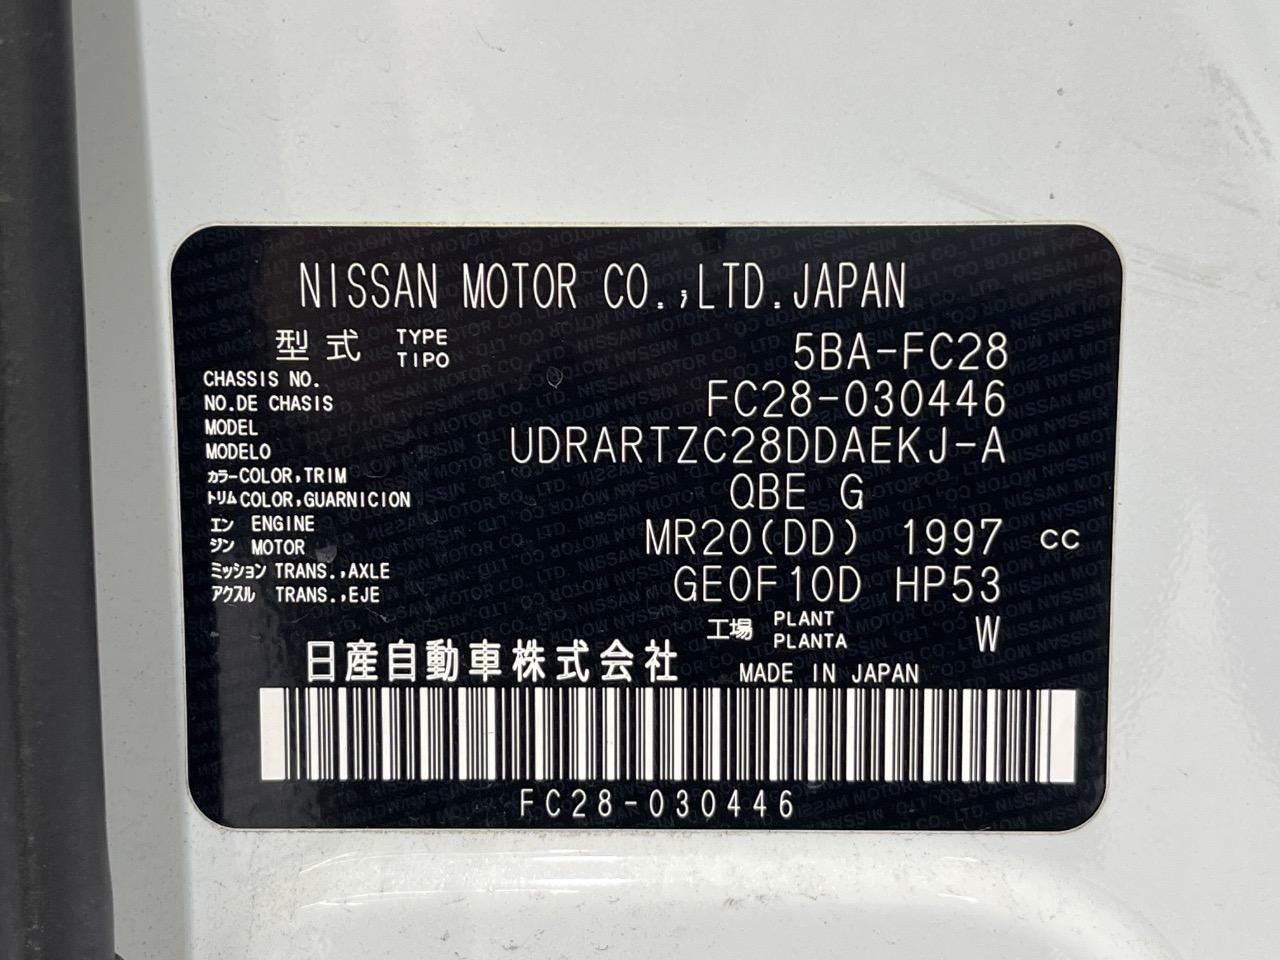 NISSAN MOTOR CO.,LTD.JAPAN
型式 TYPE TIPO 5BA-FC28
CHASSIS NO. NO.DE CHASIS FC28-030446
MODEL MODELO UDRARTZC28DDAEKJ-A
カラー COLOR,TRIM
トリム COLOR,GUARNICION QBE G
エンジン ENGINE MOTOR MR20(DD) 1997 CC
ミッション TRANS.,AXLE
アクスル TRANS.,EJE GE0F10D HP53
工場 PLANT PLANTA W
日産自動車株式会社 MADE IN JAPAN
FC28-030446